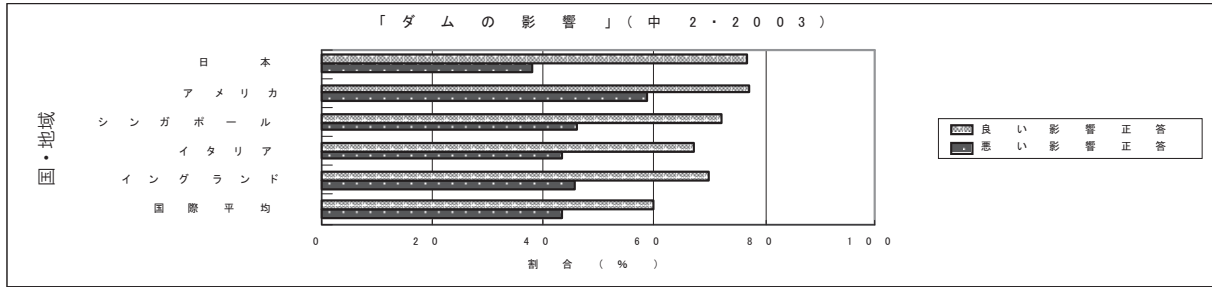 「ダムの影響」(中2・2003)
国・地域
日本
アメリカ
シンガポール
イタリア
イングランド
国際平均
0 20 40 60 80 100
割合(%)
良い影響正答
悪い影響正答